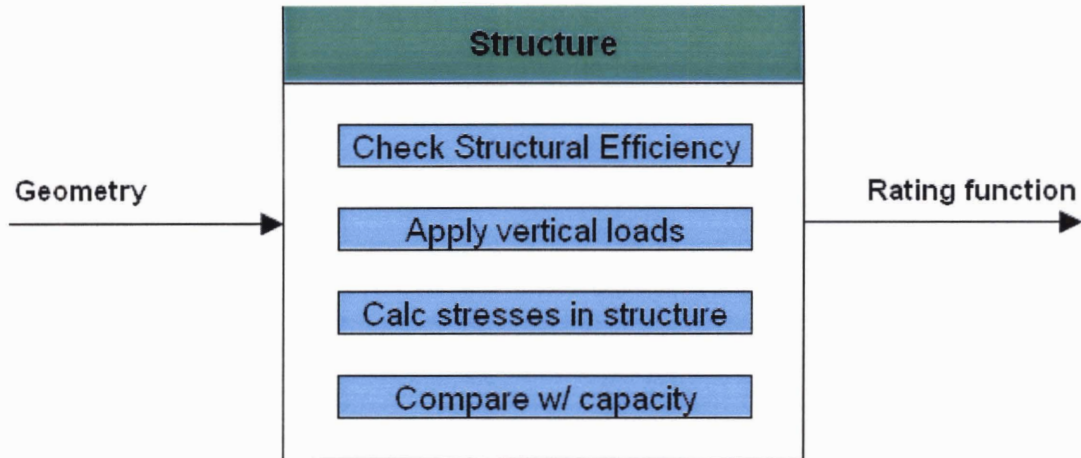 Structure
Check Structural Efficiency
Geometry
Rating function
Apply vertical loads
Calc stresses in structure
Compare w/ capacity